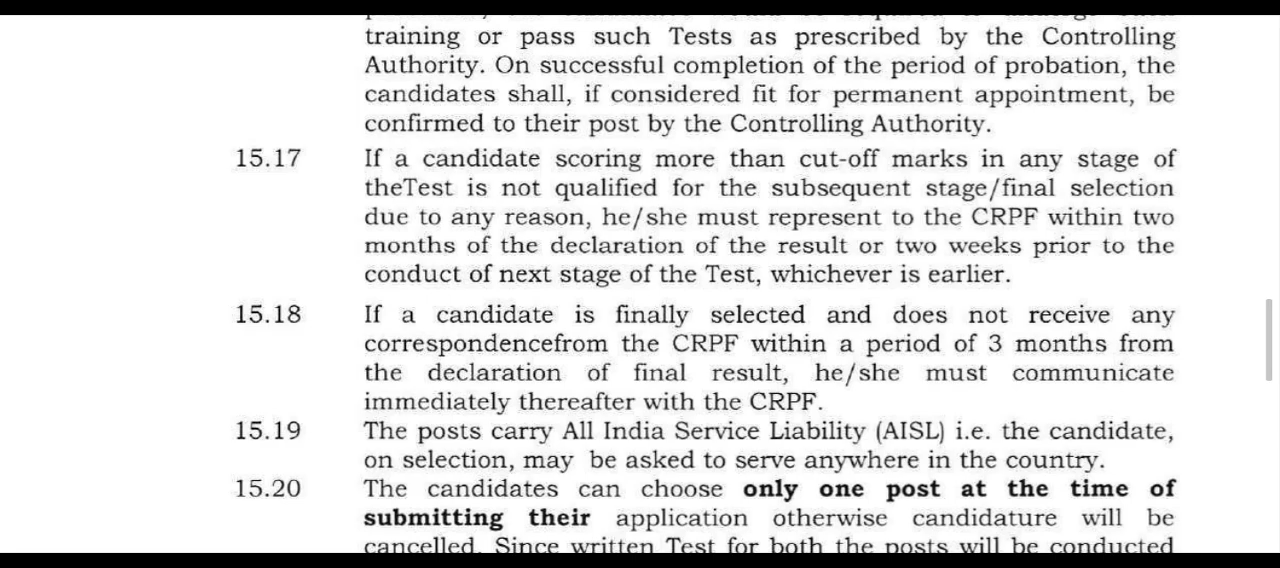 training or pass such Tests as prescribed by the Controlling
Authority. On successful completion of the period of probation, the
candidates shall, if considered fit for permanent appointment, be
confirmed to their post by the Controlling Authority.
15.17 If a candidate scoring more than cut-off marks in any stage of
theTest is not qualified for the subsequent stage/final selection
due to any reason, he/she must represent to the CRPF within two
months of the declaration of the result or two weeks prior to the
conduct of next stage of the Test, whichever is earlier.
15.18 If a candidate is finally selected and does not receive any
correspondencefrom the CRPF within a period of 3 months from
the declaration of final result, he/she must communicate
immediately thereafter with the CRPF.
15.19 The posts carry All India Service Liability (AISL) i.e. the candidate,
on selection, may be asked to serve anywhere in the country.
15.20 The candidates can choose only one post at the time of
submitting their application otherwise candidature will be
cancelled. Since written Test for both the posts will be conducted